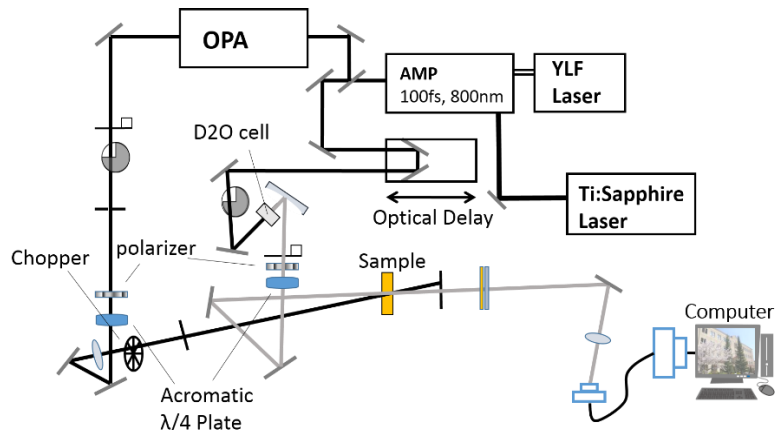 OPA
AMP
100fs, 800nm
YLF
Laser
D2O cell
Ti:Sapphire
Laser
Optical Delay
Chopper
polarizer
Sample
Computer
Acromatic
λ/4 Plate